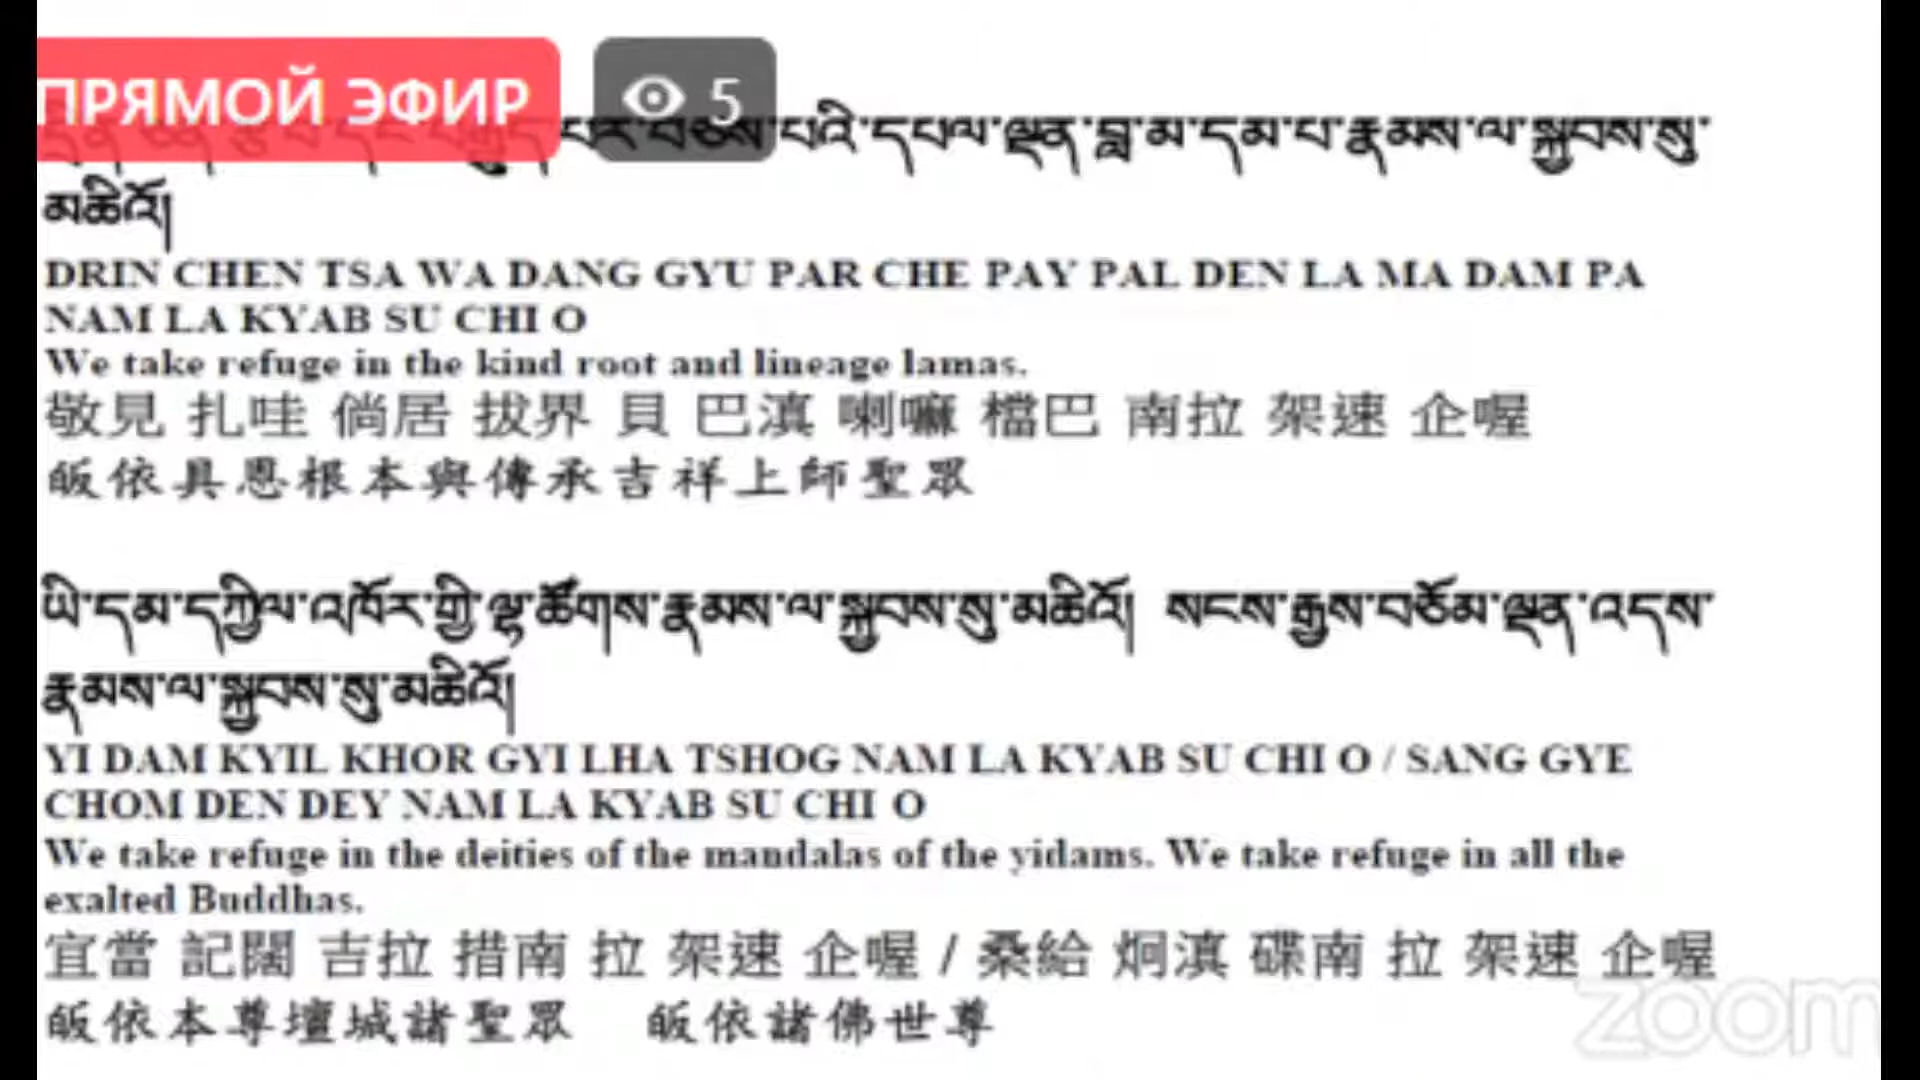 ПРЯМОЙ ЭФИР 5
པར་བཅས་པའི་དཔལ་ལྡན་བླ་མ་དམ་པ་རྣམས་ལ་སྐྱབས་སུ་
མཆིའོ།
DRIN CHEN TSA WA DANG GYU PAR CHE PAY PAL DEN LA MA DAM PA
NAM LA KYAB SU CHI O
We take refuge in the kind root and lineage lamas.
敬見 扎哇 倘居 拔界 貝 巴滇 喇嘛 檔巴 南拉 架速 企喔
皈依具恩根本與傳承吉祥上師聖眾
ཡི་དམ་དཀྱིལ་འཁོར་གྱི་ལྷ་ཚོགས་རྣམས་ལ་སྐྱབས་སུ་མཆིའོ། སངས་རྒྱས་བཅོམ་ལྡན་འདས་
རྣམས་ལ་སྐྱབས་སུ་མཆིའོ།
YI DAM KYIL KHOR GYI LHA TSHOG NAM LA KYAB SU CHI O / SANG GYE
CHOM DEN DEY NAM LA KYAB SU CHI O
We take refuge in the deities of the mandalas of the yidams. We take refuge in all the
exalted Buddhas.
宜當 記闊 吉拉 措南 拉 架速 企喔 / 桑給 炯滇 碟南 拉 架速 企喔
皈依本尊壇城諸聖眾 皈依諸佛世尊
zoom